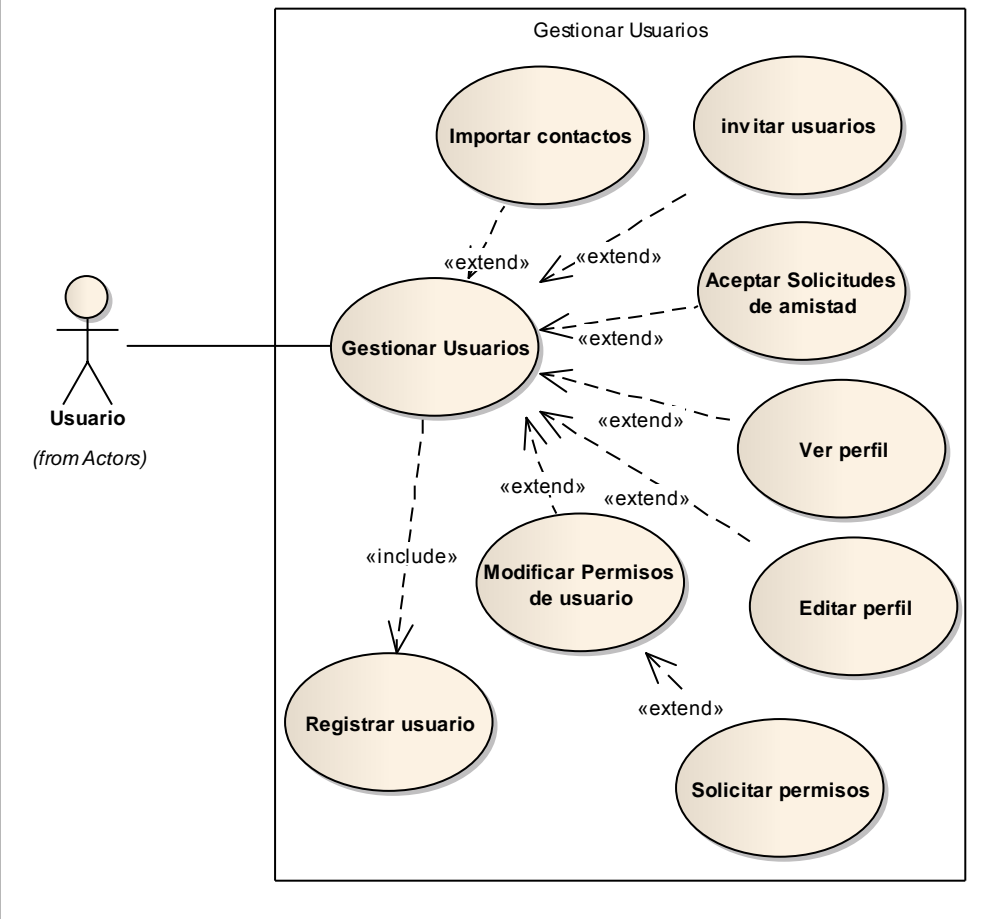 Gestionar Usuarios
Importar contactos
invitar usuarios
«extend»
«extend»
Aceptar Solicitudes
de amistad
«extend»
Gestionar Usuarios
Usuario
(from Actors)
«extend»
Ver perfil
«extend»
«extend»
«include»
Modificar Permisos
de usuario
Editar perfil
Registrar usuario
«extend»
Solicitar permisos